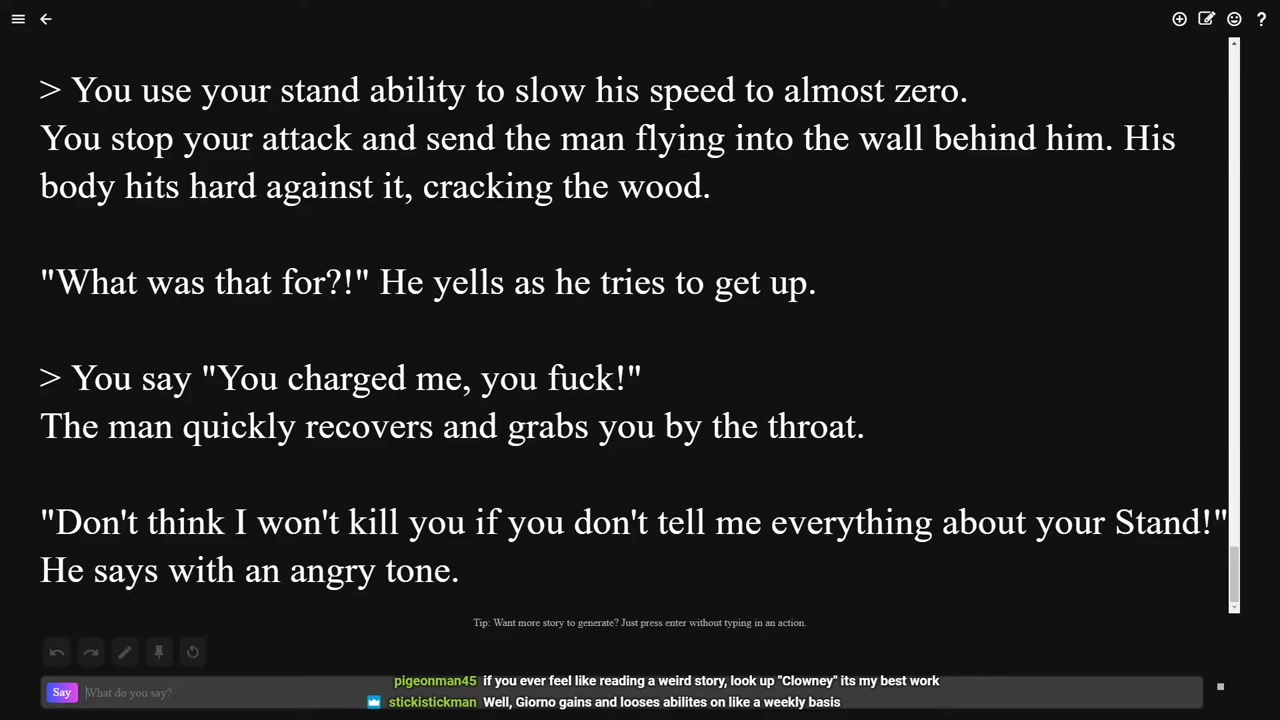 > You use your stand ability to slow his speed to almost zero.
You stop your attack and send the man flying into the wall behind him. His
body hits hard against it, cracking the wood.
"What was that for?!" He yells as he tries to get up.
> You say "You charged me, you fuck!"
The man quickly recovers and grabs you by the throat.
"Don't think I won't kill you if you don't tell me everything about your Stand!"
He says with an angry tone.
Tip: Want more story to generate? Just press enter without typing in an action.
Say What do you say?
pigeonman45 if you ever feel like reading a weird story, look up "Clowney" its my best work
stickistickman Well, Giorno gains and looses abilites on like a weekly basis